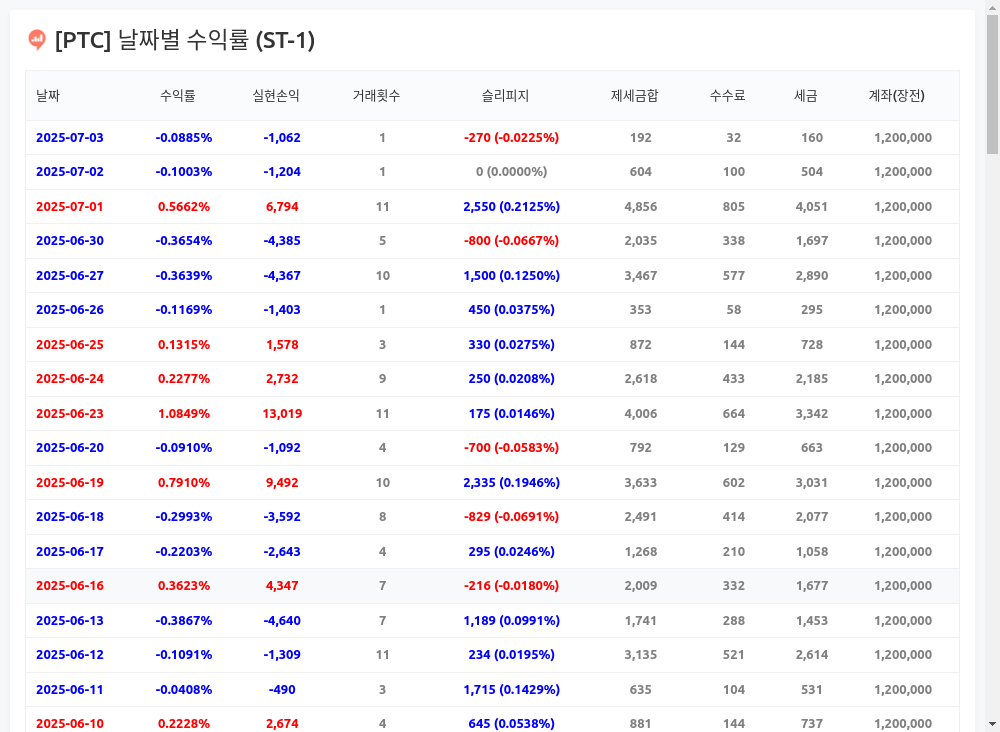 [PTC] 날짜별 수익률 (ST-1)
날짜 수익률 실현손익 거래횟수 슬리피지 제세금합 수수료 세금 계좌(장전)
2025-07-03 -0.0885% -1,062 1 -270 (-0.0225%) 192 32 160 1,200,000
2025-07-02 -0.1003% -1,204 1 0 (0.0000%) 604 100 504 1,200,000
2025-07-01 0.5662% 6,794 11 2,550 (0.2125%) 4,856 805 4,051 1,200,000
2025-06-30 -0.3654% -4,385 5 -800 (-0.0667%) 2,035 338 1,697 1,200,000
2025-06-27 -0.3639% -4,367 10 1,500 (0.1250%) 3,467 577 2,890 1,200,000
2025-06-26 -0.1169% -1,403 1 450 (0.0375%) 353 58 295 1,200,000
2025-06-25 0.1315% 1,578 3 330 (0.0275%) 872 144 728 1,200,000
2025-06-24 0.2277% 2,732 9 250 (0.0208%) 2,618 433 2,185 1,200,000
2025-06-23 1.0849% 13,019 11 175 (0.0146%) 4,006 664 3,342 1,200,000
2025-06-20 -0.0910% -1,092 4 -700 (-0.0583%) 792 129 663 1,200,000
2025-06-19 0.7910% 9,492 10 2,335 (0.1946%) 3,633 602 3,031 1,200,000
2025-06-18 -0.2993% -3,592 8 -829 (-0.0691%) 2,491 414 2,077 1,200,000
2025-06-17 -0.2203% -2,643 4 295 (0.0246%) 1,268 210 1,058 1,200,000
2025-06-16 0.3623% 4,347 7 -216 (-0.0180%) 2,009 332 1,677 1,200,000
2025-06-13 -0.3867% -4,640 7 1,189 (0.0991%) 1,741 288 1,453 1,200,000
2025-06-12 -0.1091% -1,309 11 234 (0.0195%) 3,135 521 2,614 1,200,000
2025-06-11 -0.0408% -490 3 1,715 (0.1429%) 635 104 531 1,200,000
2025-06-10 0.2228% 2,674 4 645 (0.0538%) 881 144 737 1,200,000